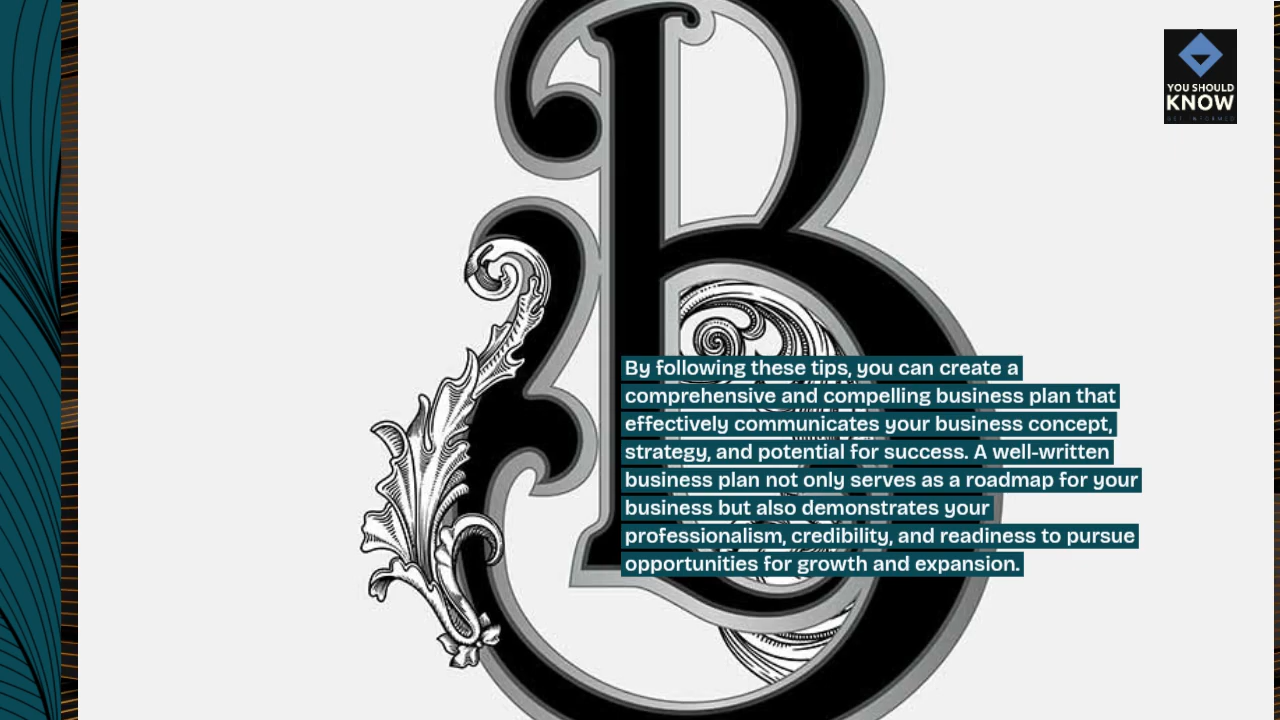 B
YOU SHOULD
KNOW
GET INFORMED
By following these tips, you can create a
comprehensive and compelling business plan that
effectively communicates your business concept,
strategy, and potential for success. A well-written
business plan not only serves as a roadmap for your
business but also demonstrates your
professionalism, credibility, and readiness to pursue
opportunities for growth and expansion.